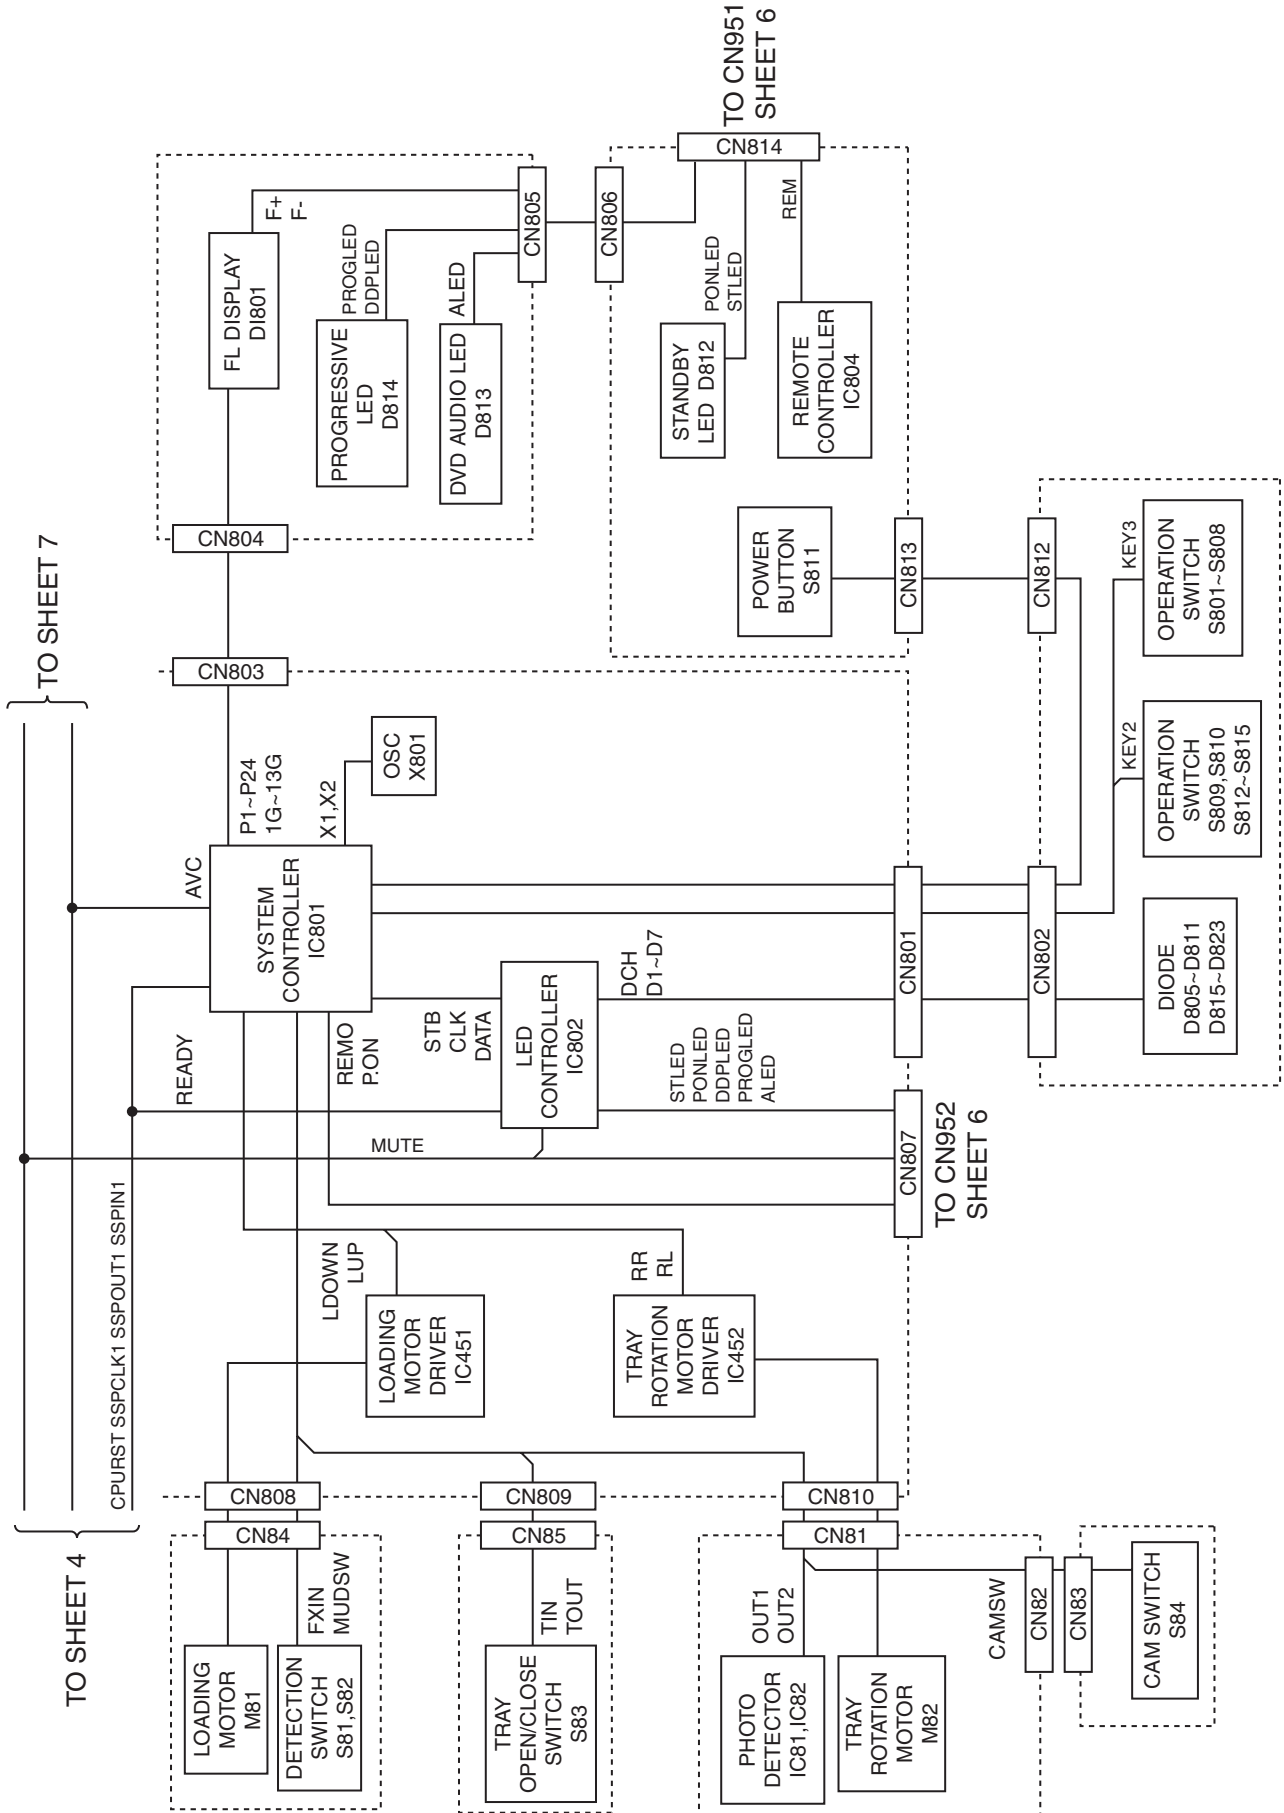 TO SHEET 4
TO SHEET 7
CPURST SSPCLK1 SSPOUT1 SSPIN1
READY
AVC
MUTE
SYSTEM
CONTROLLER
IC801
P1~P24
1G~13G
X1,X2
OSC
X801
REMO
P.ON
STB
CLK
DATA
LED
CONTROLLER
IC802
DCH
D1~D7
STLED
PONLED
DDPLED
PROGLED
ALED
CN803
CN804
FL DISPLAY
DI801
F+
F-
PROGRESSIVE
LED
D814
PROGLED
DDPLED
DVD AUDIO LED
D813
ALED
CN805
CN806
CN814
TO CN951
SHEET 6
STANDBY
LED D812
PONLED
STLED
REMOTE
CONTROLLER
IC804
REM
POWER
BUTTON
S811
CN813
CN812
CN801
CN802
CN807
TO CN952
SHEET 6
DIODE
D805~D811
D815~D823
KEY2
OPERATION
SWITCH
S809,S810
S812~S815
KEY3
OPERATION
SWITCH
S801~S808
LDOWN
LUP
LOADING
MOTOR
DRIVER
IC451
RR
RL
TRAY
ROTATION
MOTOR
DRIVER
IC452
CN808
CN84
CN809
CN85
CN810
CN81
LOADING
MOTOR
M81
DETECTION
SWITCH
S81,S82
FXIN
MUDSW
TRAY
OPEN/CLOSE
SWITCH
S83
TIN
TOUT
PHOTO
DETECTOR
IC81,IC82
OUT1
OUT2
TRAY
ROTATION
MOTOR
M82
CAMSW
CN82
CN83
CAM SWITCH
S84